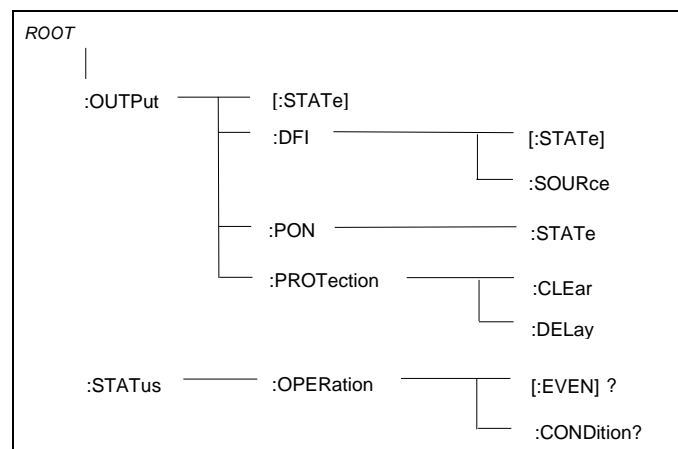 ROOT
:OUTPut [:STATe]
:DFI [:STATe]
:SOURce
:PON :STATe
:PROTection :CLEar
:DELay
:STATus :OPERation [:EVEN] ?
:CONDition?